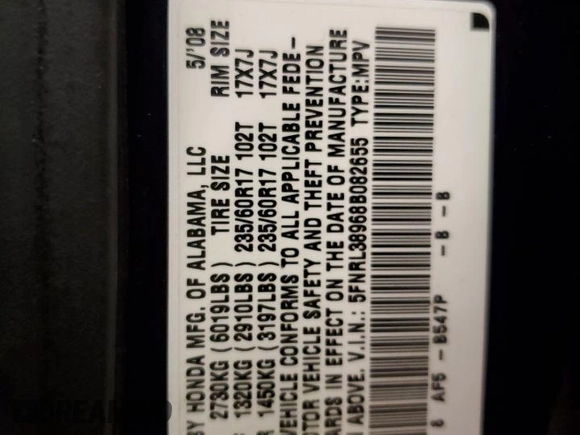 BY HONDA MFG. OF ALABAMA, LLC 5/'08
2730KG (6019LBS) TIRE SIZE RIM SIZE
1320KG (2910LBS) 235/60R17 102T 17X7J
1450KG (3197LBS) 235/60R17 102T 17X7J
VEHICLE CONFORMS TO ALL APPLICABLE FEDE-
OTOR VEHICLE SAFETY AND THEFT PREVENTION
ARDS IN EFFECT ON THE DATE OF MANUFACTURE
ABOVE. V.I.N.: 5FNRL38968B082655 TYPE:MPV
AF5 - B547P - B - B